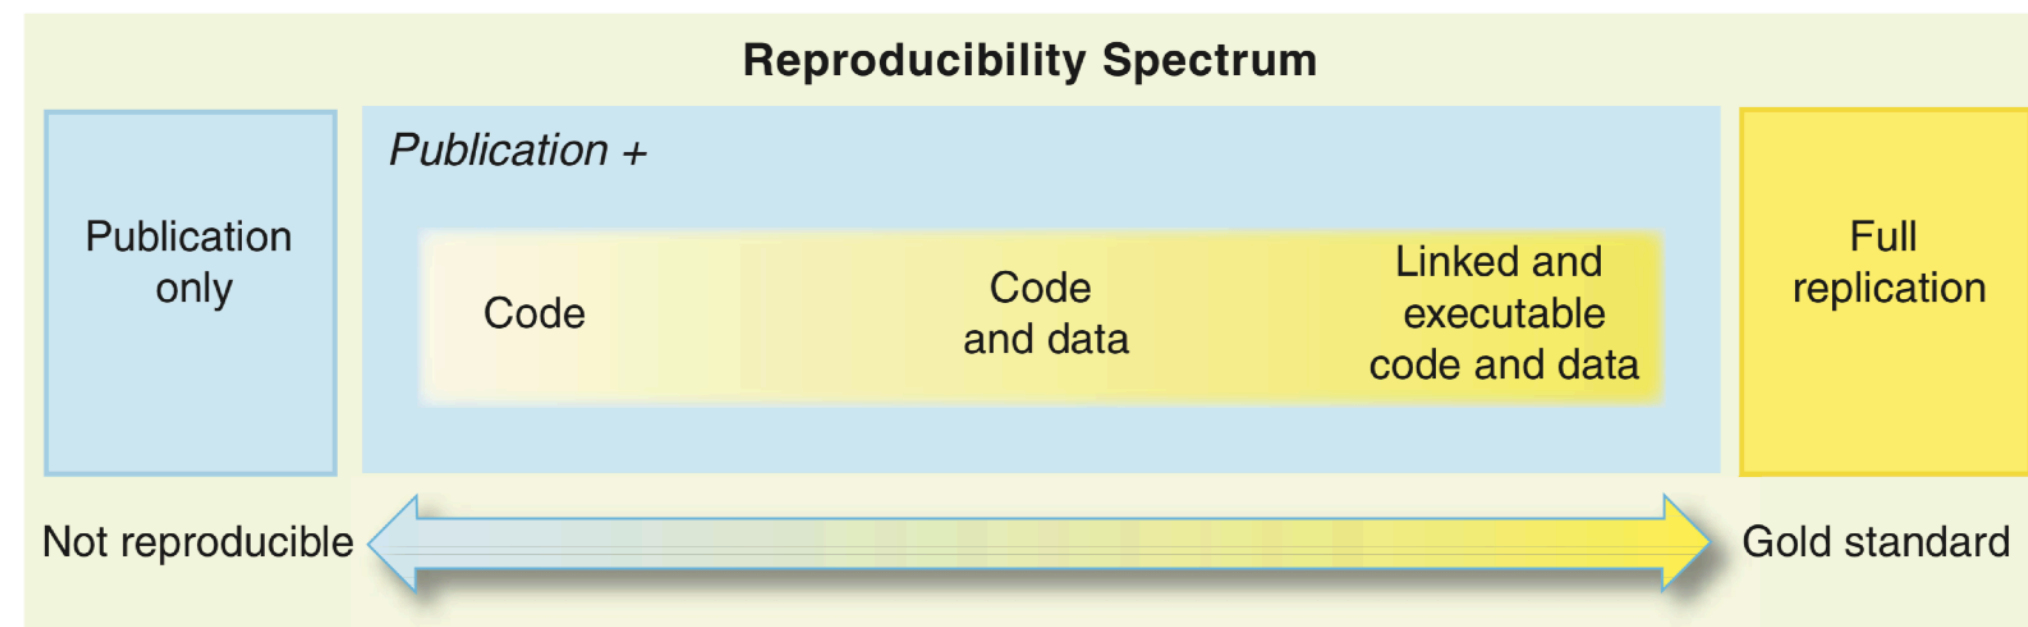 Reproducibility Spectrum
Publication
only
Publication +
Code
Code
and data
Linked and
executable
code and data
Full
replication
Not reproducible
Gold standard